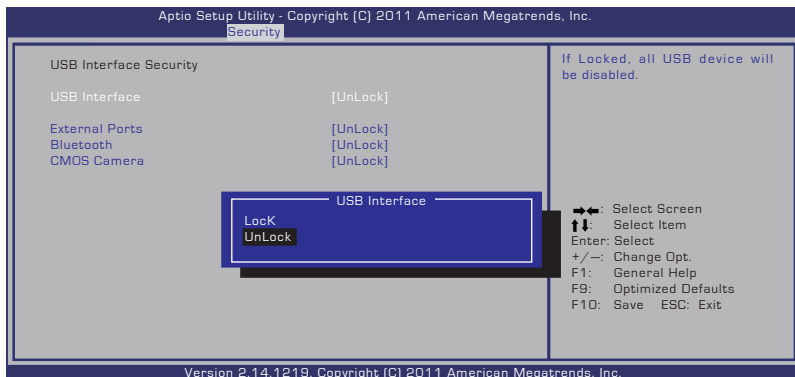 Aptio Setup Utility - Copyright (C) 2011 American Megatrends, Inc.
Security
USB Interface Security
USB Interface [UnLock]
External Ports [UnLock]
Bluetooth [UnLock]
CMOS Camera [UnLock]
USB Interface
LocK
UnLock
If Locked, all USB device will
be disabled.
→←: Select Screen
↑↓: Select Item
Enter: Select
+/—: Change Opt.
F1: General Help
F9: Optimized Defaults
F10: Save ESC: Exit
Version 2.14.1219. Copyright (C) 2011 American Megatrends, Inc.